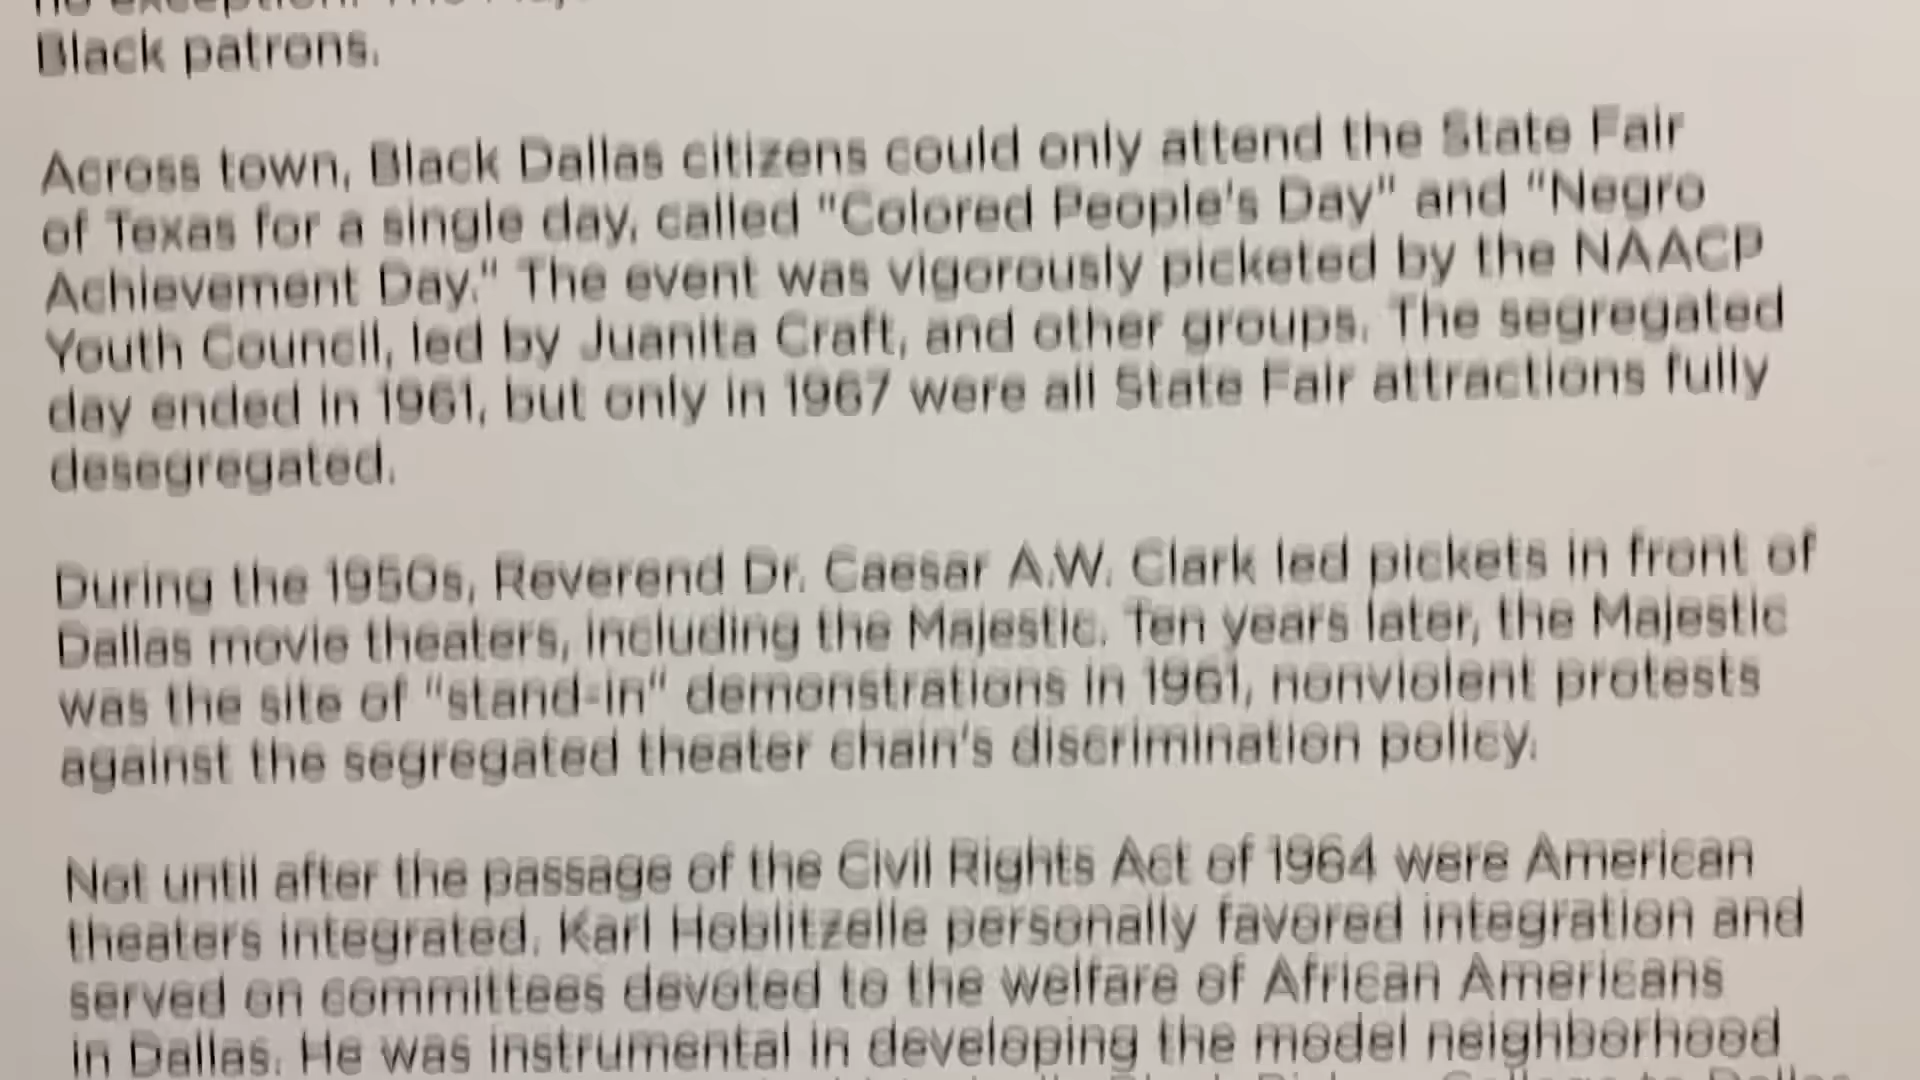 no exception. The
Black patrons.
Across town, Black Dallas citizens could only attend the State Fair
of Texas for a single day, called "Colored People's Day" and "Negro
Achievement Day." The event was vigorously picketed by the NAACP
Youth Council, led by Juanita Craft, and other groups. The segregated
day ended in 1961, but only in 1967 were all State Fair attractions fully
desegregated.
During the 1950s, Reverend Dr. Caesar A.W. Clark led pickets in front of
Dallas movie theaters, including the Majestic. Ten years later, the Majestic
was the site of "stand-in" demonstrations in 1961, nonviolent protests
against the segregated theater chain's discrimination policy.
Not until after the passage of the Civil Rights Act of 1964 were American
theaters integrated. Karl Hoblitzelle personally favored integration and
served on committees devoted to the welfare of African Americans
in Dallas. He was instrumental in developing the model neighborhood